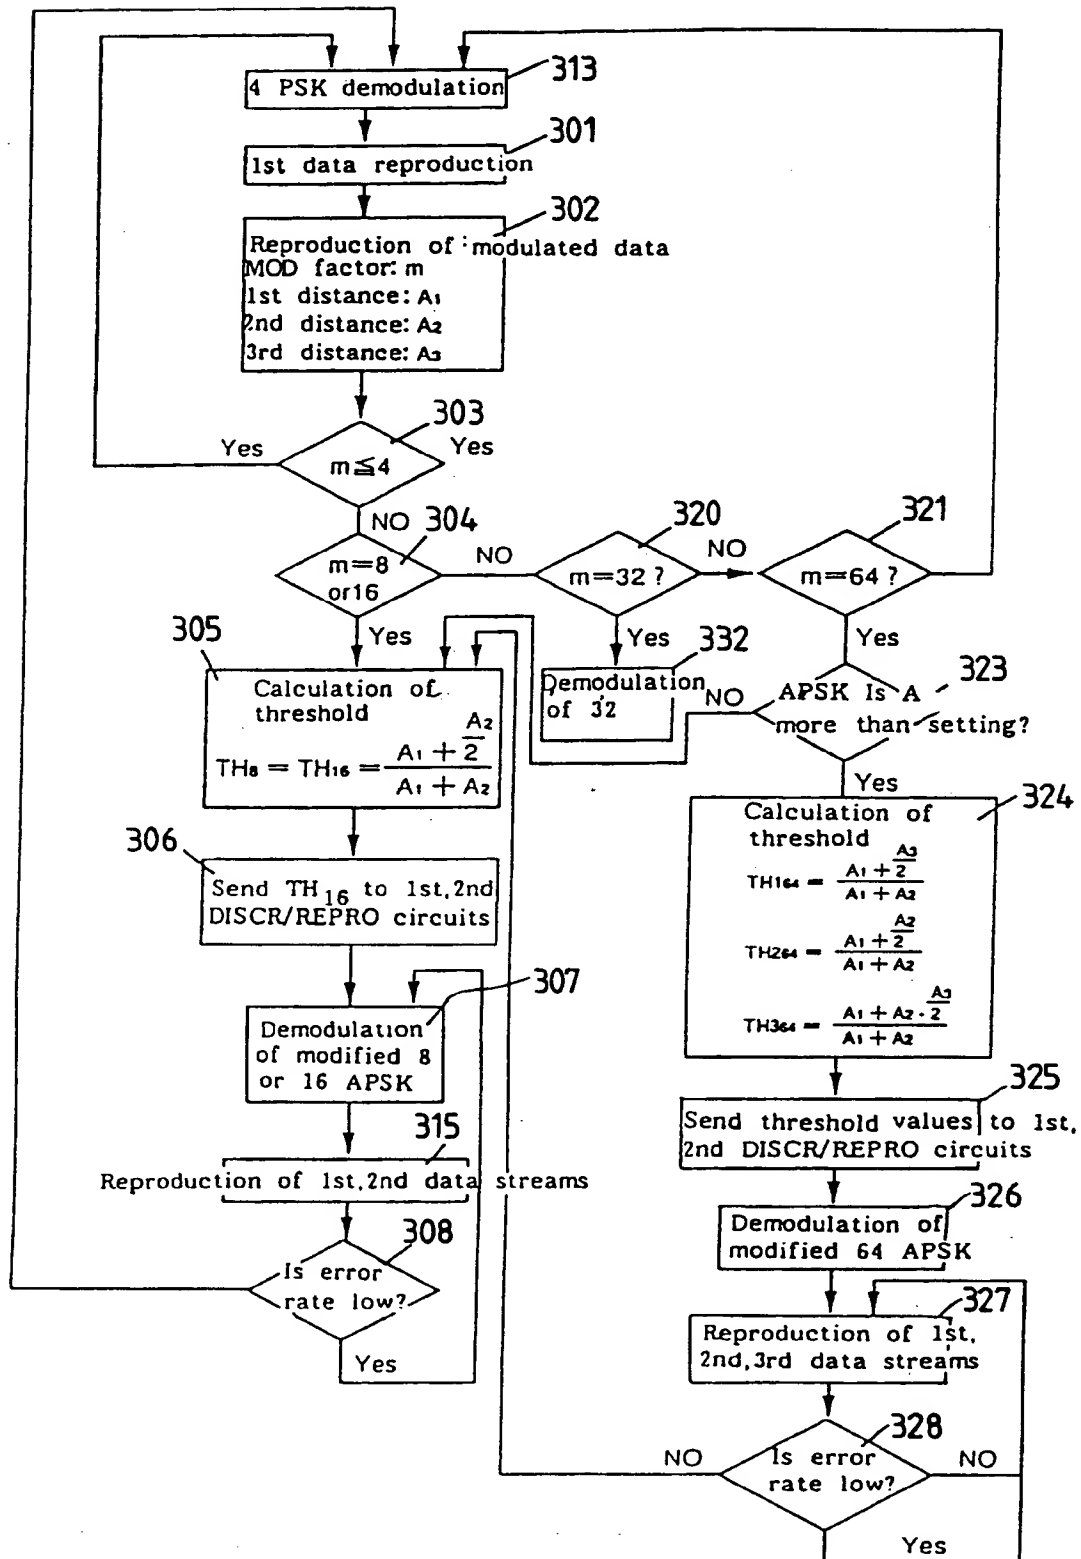 313
4 PSK demodulation
301
1st data reproduction
302
Reproduction of modulated data
MOD factor: m
1st distance: A1
2nd distance: A2
3rd distance: A3
303
Yes
Yes
m≦4
NO
304
NO
m=8
or16
320
NO
m=32 ?
321
m=64 ?
305
Yes
Yes
332
Yes
Calculation of
threshold
TH8 = TH16 = (A1 + A2/2) / (A1 + A2)
Demodulation
of 32
NO
APSK Is A
more than setting?
323
Yes
324
Calculation of
threshold
TH164 = (A1 + A3/2) / (A1 + A2)
TH264 = (A1 + A2/2) / (A1 + A2)
TH364 = (A1 + A2 · A3/2) / (A1 + A2)
306
Send TH16 to 1st, 2nd
DISCR/REPRO circuits
307
Demodulation
of modified 8
or 16 APSK
315
Reproduction of 1st, 2nd data streams
308
Is error
rate low?
Yes
325
Send threshold values to 1st,
2nd DISCR/REPRO circuits
326
Demodulation of
modified 64 APSK
327
Reproduction of 1st,
2nd, 3rd data streams
328
NO
Is error
rate low?
NO
Yes